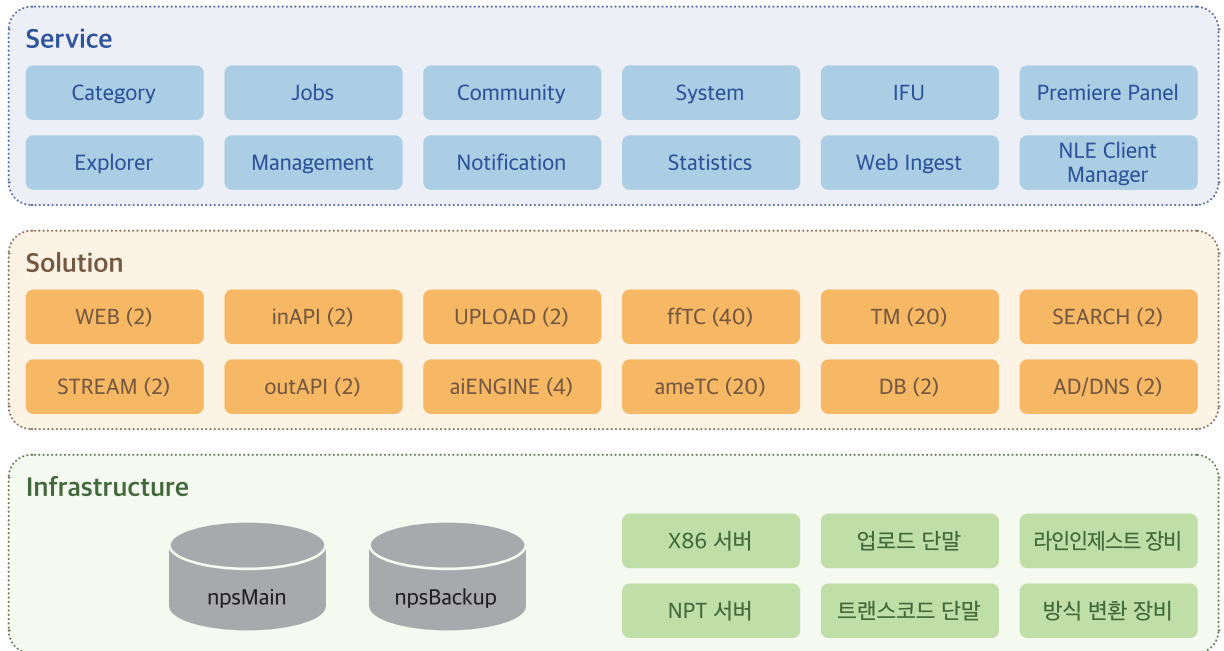 Service
Category
Jobs
Community
System
IFU
Premiere Panel
Explorer
Management
Notification
Statistics
Web Ingest
NLE Client
Manager
Solution
WEB (2)
inAPI (2)
UPLOAD (2)
ffTC (40)
TM (20)
SEARCH (2)
STREAM (2)
outAPI (2)
aiENGINE (4)
ameTC (20)
DB (2)
AD/DNS (2)
Infrastructure
npsMain
npsBackup
X86 서버
업로드 단말
라인인제스트 장비
NPT 서버
트랜스코드 단말
방식 변환 장비